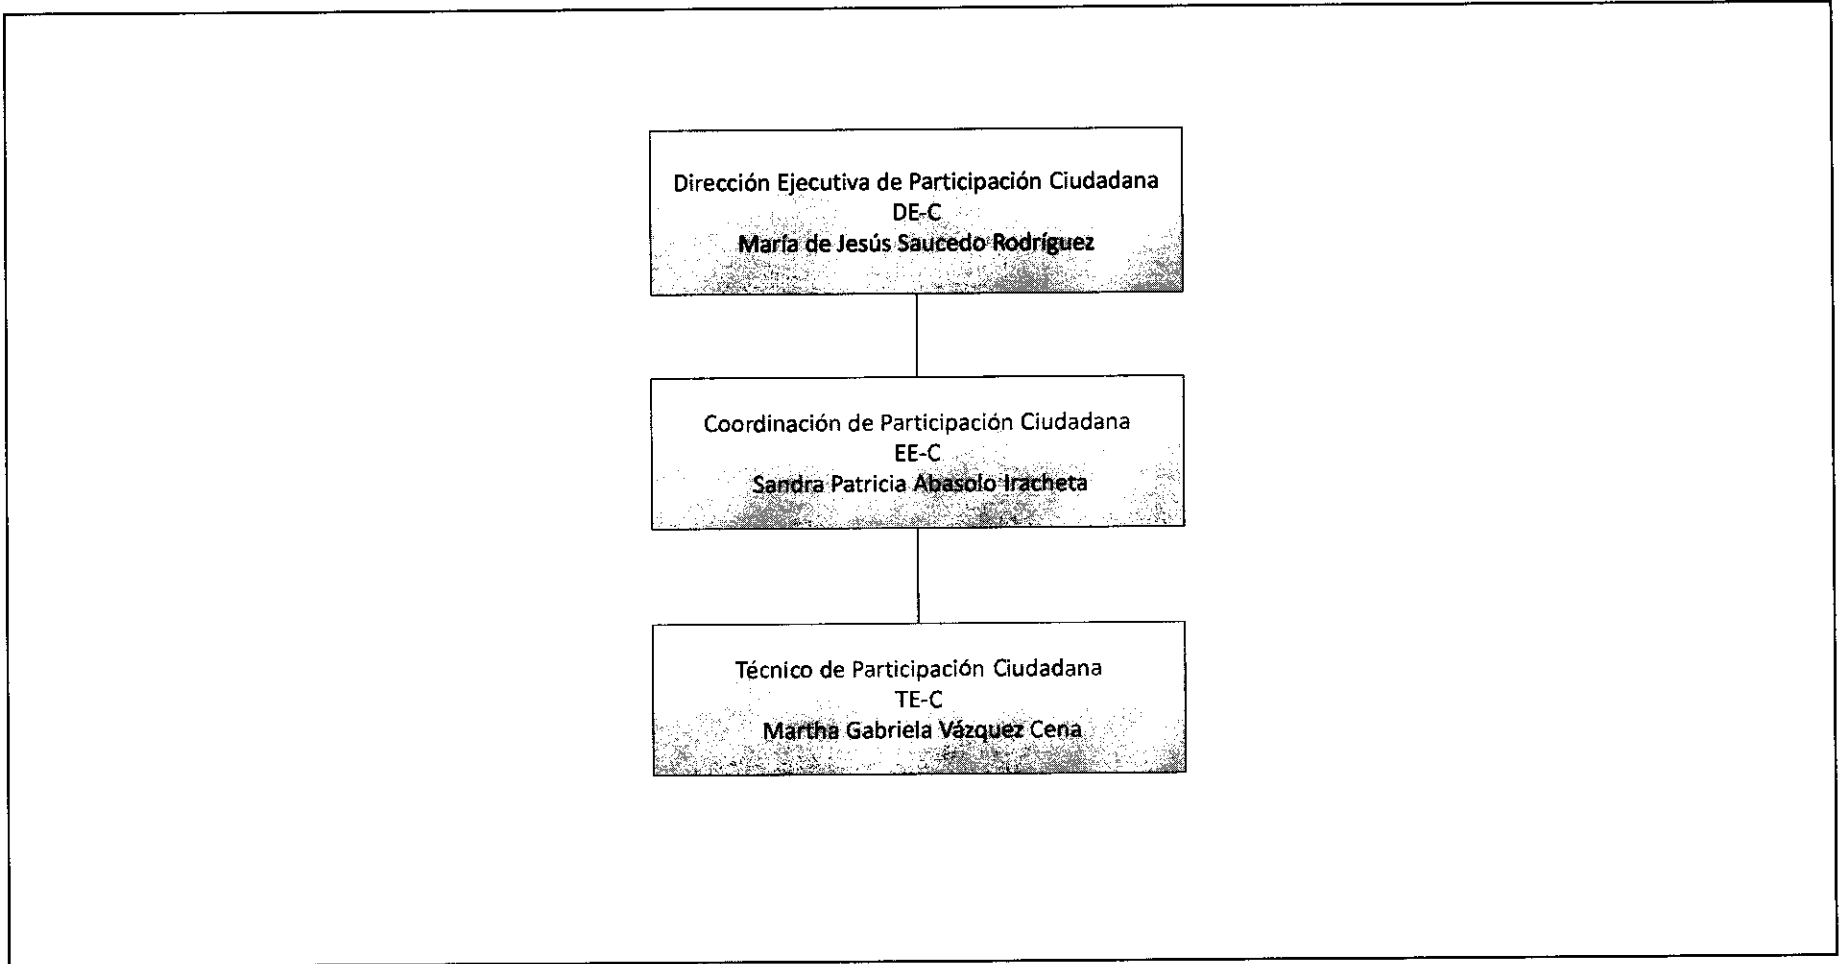 Dirección Ejecutiva de Participación Ciudadana
DE-C
María de Jesús Saucedo Rodríguez
Coordinación de Participación Ciudadana
EE-C
Sandra Patricia Abasolo Iracheta
Técnico de Participación Ciudadana
TE-C
Martha Gabriela Vázquez Cena